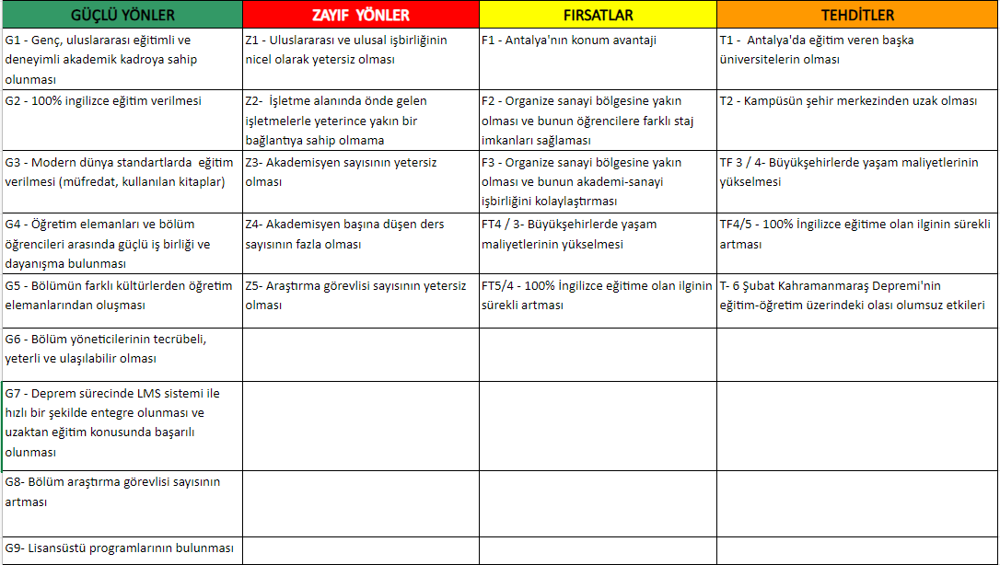 GÜÇLÜ YÖNLER
ZAYIF YÖNLER
FIRSATLAR
TEHDİTLER
G1 - Genç, uluslararası eğitimli ve
deneyimli akademik kadroya sahip
olunması
Z1 - Uluslararası ve ulusal işbirliğinin
nicel olarak yetersiz olması
F1 - Antalya'nın konum avantaji
T1 - Antalya'da eğitim veren başka
üniversitelerin olması
G2 - 100% ingilizce eğitim verilmesi
Z2- İşletme alanında önde gelen
işletmelerle yeterince yakın bir
bağlantıya sahip olmama
F2 - Organize sanayi bölgesine yakın
olması ve bunun öğrencilere farklı staj
imkanları sağlaması
T2 - Kampüsün şehir merkezinden uzak olması
G3 - Modern dünya standartlarda eğitim
verilmesi (müfredat, kullanılan kitaplar)
Z3- Akademisyen sayısının yetersiz
olması
F3 - Organize sanayi bölgesine yakın
olması ve bunun akademi-sanayi
işbirliğini kolaylaştırması
TF 3 / 4- Büyükşehirlerde yaşam maliyetlerinin
yükselmesi
G4 - Öğretim elemanları ve bölüm
öğrencileri arasında güçlü iş birliği ve
dayanışma bulunması
Z4- Akademisyen başına düşen ders
sayısının fazla olması
FT4 / 3- Büyükşehirlerde yaşam
maliyetlerinin yükselmesi
TF4/5 - 100% İngilizce eğitime olan ilginin sürekli
artması
G5 - Bölümün farklı kültürlerden öğretim
elemanlarından oluşması
Z5- Araştırma görevlisi sayısının yetersiz
olması
FT5/4 - 100% İngilizce eğitime olan ilginin
sürekli artması
T- 6 Şubat Kahramanmaraş Depremi'nin
eğitim-öğretim üzerindeki olası olumsuz etkileri
G6 - Bölüm yöneticilerinin tecrübeli,
yeterli ve ulaşılabilir olması
G7 - Deprem sürecinde LMS sistemi ile
hızlı bir şekilde entegre olunması ve
uzaktan eğitim konusunda başarılı
olunması
G8- Bölüm araştırma görevlisi sayısının
artması
G9- Lisansüstü programlarının bulunması